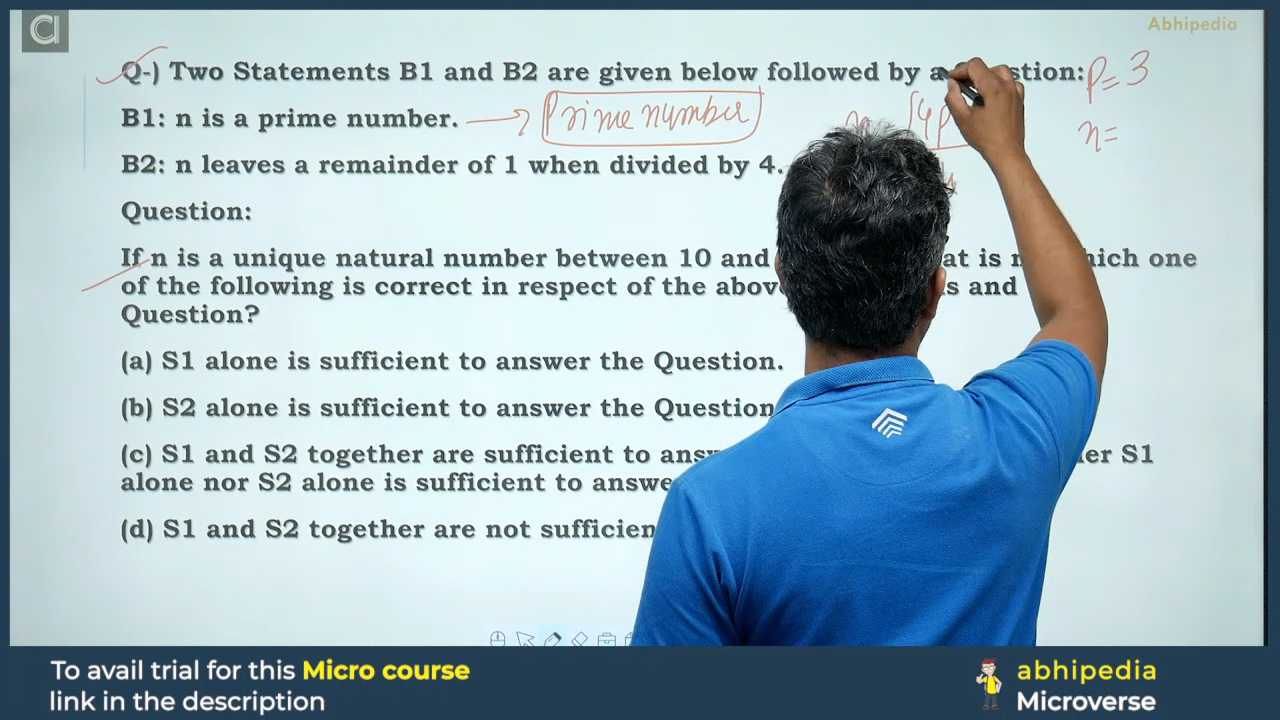 Abhipedia
Q-) Two Statements B1 and B2 are given below followed by a
P = 3
B1: n is a prime number. Prime number
n =
B2: n leaves a remainder of 1 when divided by 4.
Question:
If n is a unique natural number between 10 and which one
of the following is correct in respect of the above and
Question?
(a) S1 alone is sufficient to answer the Question.
(b) S2 alone is sufficient to answer the Question
(c) S1 and S2 together are sufficient to S1
alone nor S2 alone is sufficient to
(d) S1 and S2 together are not
To avail trial for this Micro course
link in the description
abhipedia
Microverse